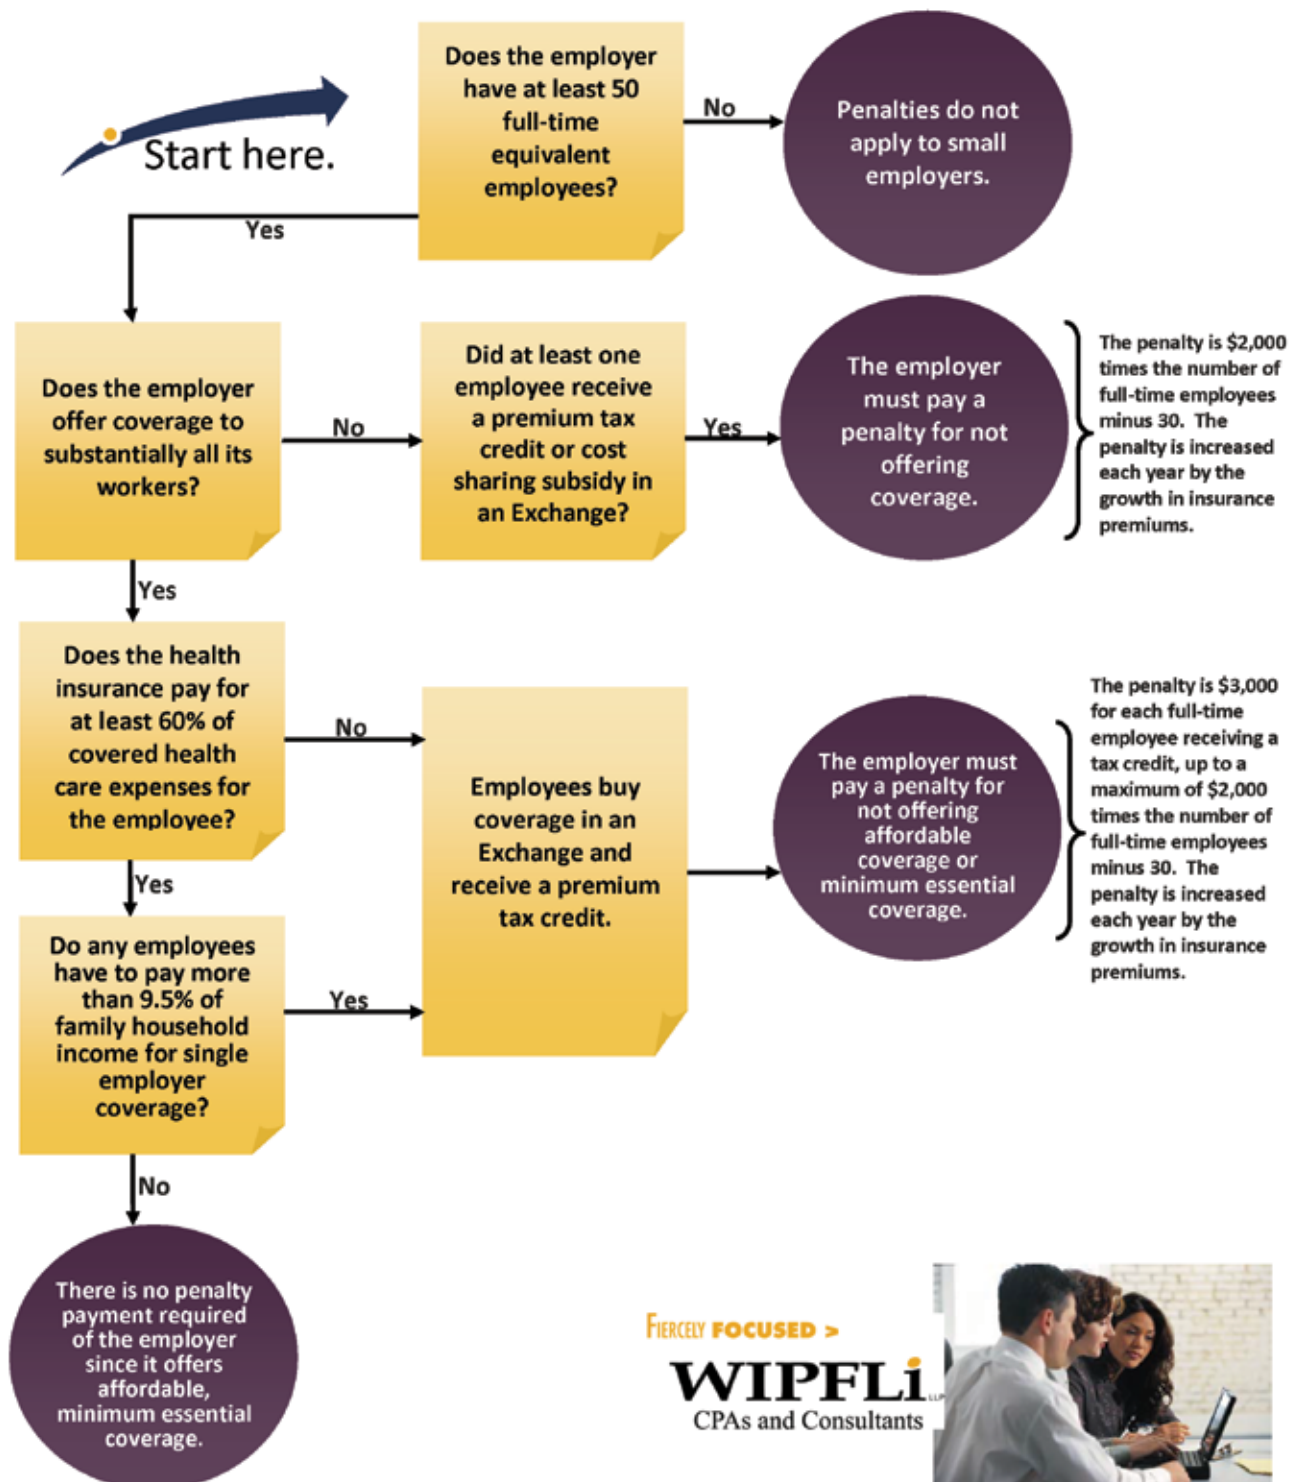 Start here.
Does the employer
have at least 50
full-time
equivalent
employees?
No
Penalties do not
apply to small
employers.
Yes
Does the employer
offer coverage to
substantially all its
workers?
No
Did at least one
employee receive
a premium tax
credit or cost
sharing subsidy in
an Exchange?
Yes
The employer
must pay a
penalty for not
offering
coverage.
The penalty is $2,000
times the number of
full-time employees
minus 30. The
penalty is increased
each year by the
growth in insurance
premiums.
Yes
Does the health
insurance pay for
at least 60% of
covered health
care expenses for
the employee?
No
Employees buy
coverage in an
Exchange and
receive a premium
tax credit.
The employer must
pay a penalty for
not offering
affordable
coverage or
minimum essential
coverage.
The penalty is $3,000
for each full-time
employee receiving a
tax credit, up to a
maximum of $2,000
times the number of
full-time employees
minus 30. The
penalty is increased
each year by the
growth in insurance
premiums.
Yes
Do any employees
have to pay more
than 9.5% of
family household
income for single
employer
coverage?
Yes
No
There is no penalty
payment required
of the employer
since it offers
affordable,
minimum essential
coverage.
FIERCELY FOCUSED >
WIPFLi LLP
CPAs and Consultants